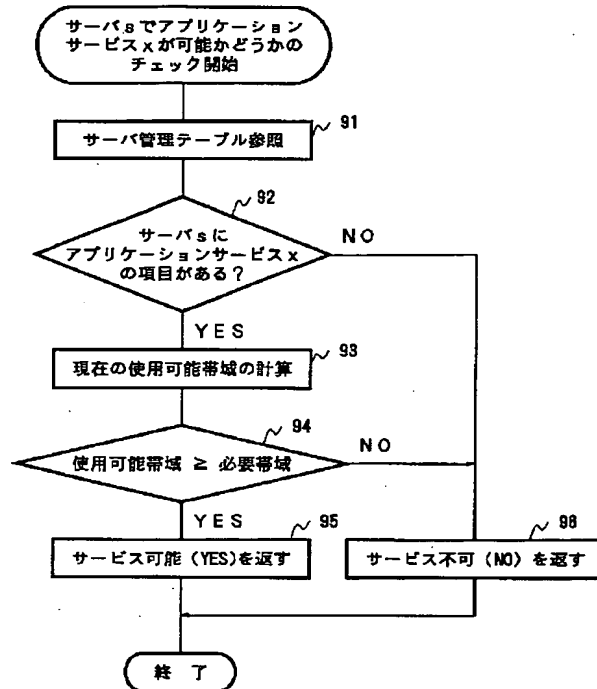 サーバsでアプリケーション
サービスxが可能かどうかの
チェック開始
91
サーバ管理テーブル参照
92
サーバsに
アプリケーションサービスx
の項目がある?
NO
YES
93
現在の使用可能帯域の計算
94
使用可能帯域 ≧ 必要帯域
NO
YES
95
サービス可能(YES)を返す
96
サービス不可(NO)を返す
終 了